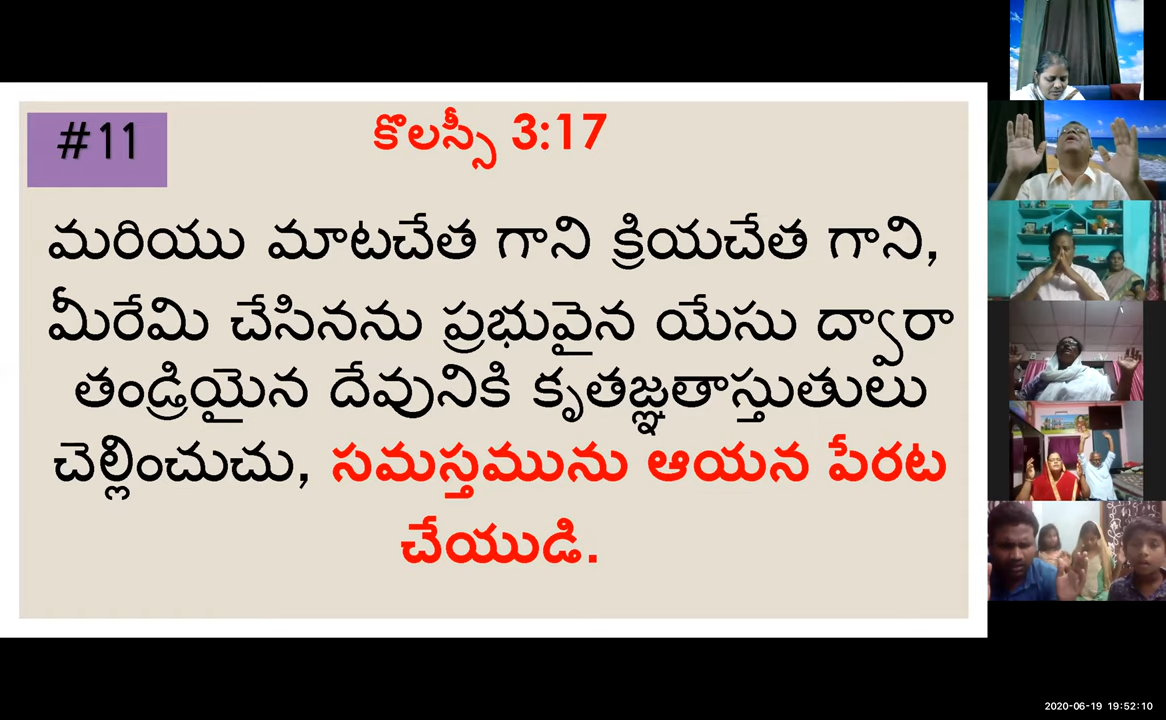 #11
కొలస్సీ 3:17
మరియు మాటచేత గాని క్రియచేత గాని,
మీరేమి చేసినను ప్రభువైన యేసు ద్వారా
తండ్రియైన దేవునికి కృతజ్ఞతాస్తుతులు
చెల్లించుచు, సమస్తమును ఆయన పేరట
చేయుడి.
2020-06-19 19:52:10